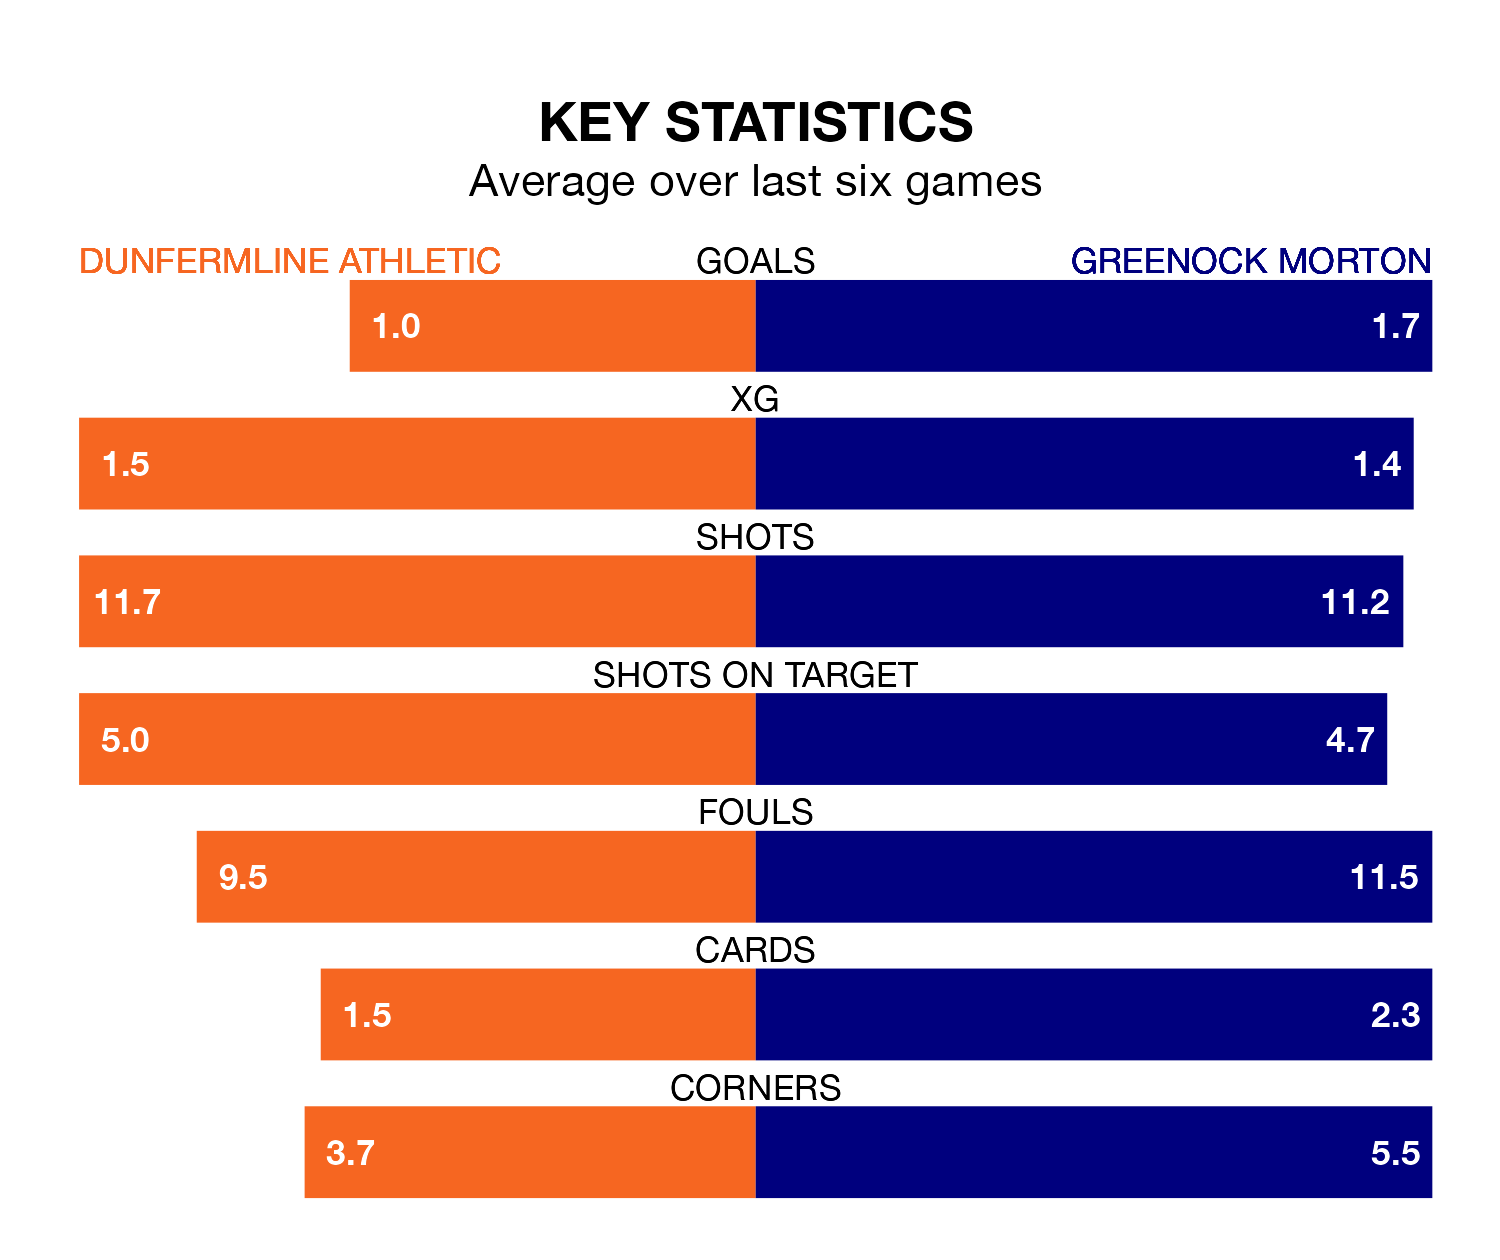 KEY STATISTICS
Average over last six games
DUNFERMLINE ATHLETIC GOALS GREENOCK MORTON
1.0 1.7
XG
1.5 1.4
SHOTS
11.7 11.2
SHOTS ON TARGET
5.0 4.7
FOULS
9.5 11.5
CARDS
1.5 2.3
CORNERS
3.7 5.5